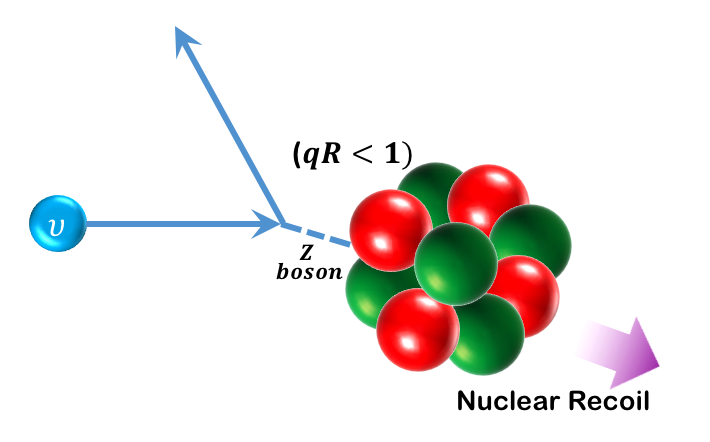 (qR < 1)
υ
Z
boson
Nuclear Recoil